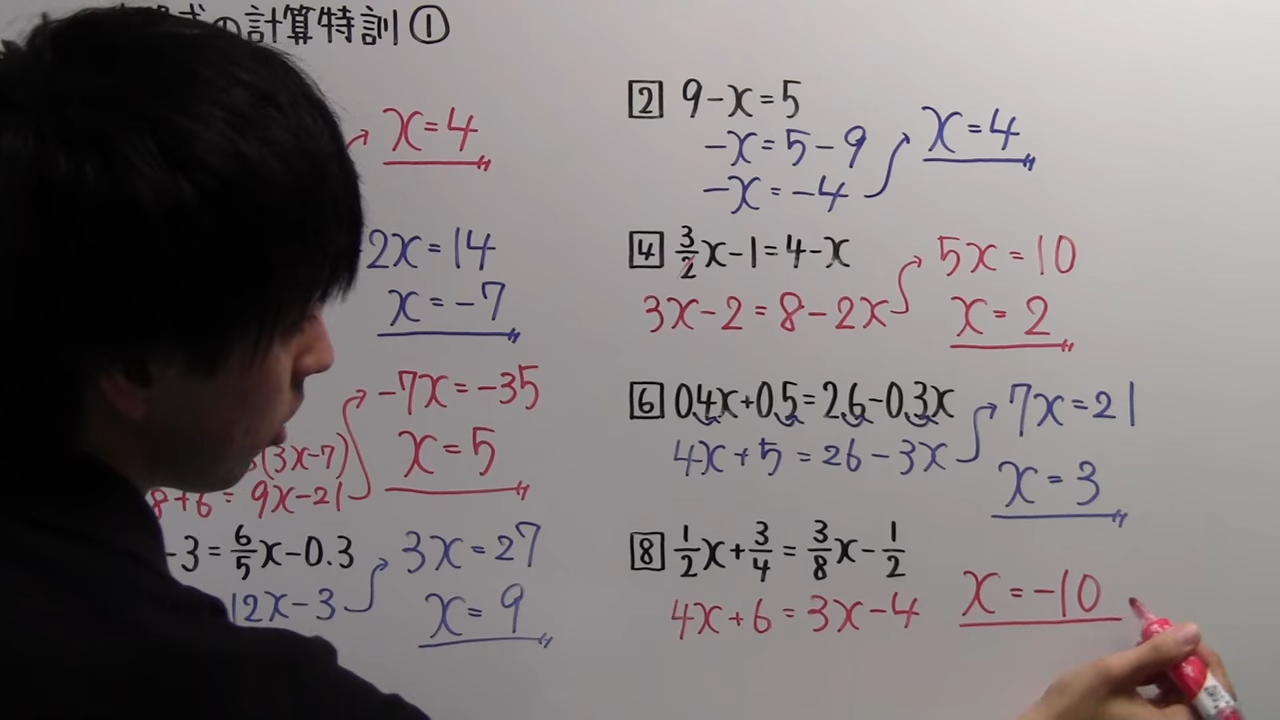 の計算特訓①
x=4
2x=14
x=-7
-7x=-35
(3x-7)
8+6=9x-21
x=5
-3=6/5x-0.3
12x-3
3x=27
x=9
2 9-x=5
-x=5-9
-x=-4
x=4
4 3/2x-1=4-x
3x-2=8-2x
5x=10
x=2
6 0.4x+0.5=2.6-0.3x
4x+5=26-3x
7x=21
x=3
8 1/2x+3/4=3/8x-1/2
4x+6=3x-4
x=-10